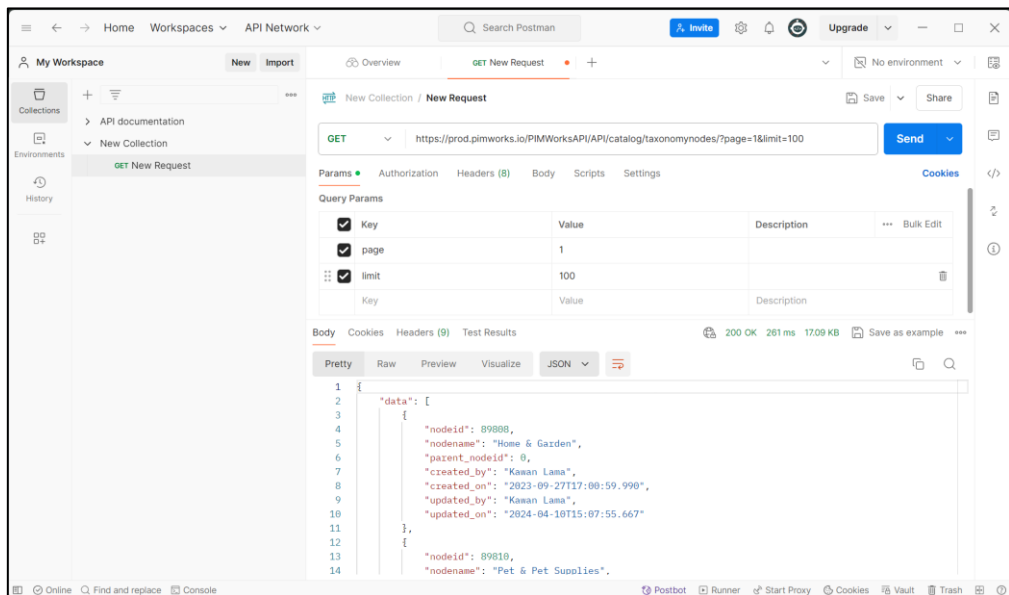 Home Workspaces API Network Search Postman Invite Upgrade
My Workspace New Import Overview GET New Request No environment
Collections
Environments
History
API documentation
New Collection
GET New Request
HTTP New Collection / New Request Save Share
GET https://prod.pimworks.io/PIMWorksAPI/API/catalog/taxonomynodes/?page=1&limit=100 Send
Params Authorization Headers (8) Body Scripts Settings Cookies
Query Params
Key Value Description Bulk Edit
page 1
limit 100
Key Value Description
Body Cookies Headers (9) Test Results 200 OK 261 ms 17.09 KB Save as example
Pretty Raw Preview Visualize JSON
1 {
2 "data": [
3 {
4 "nodeid": 89808,
5 "nodename": "Home & Garden",
6 "parent_nodeid": 0,
7 "created_by": "Kawan Lama",
8 "created_on": "2023-09-27T17:00:59.990",
9 "updated_by": "Kawan Lama",
10 "updated_on": "2024-04-10T15:07:55.667"
11 },
12 {
13 "nodeid": 89810,
14 "nodename": "Pet & Pet Supplies",
Online Find and replace Console Postbot Runner Start Proxy Cookies Vault Trash